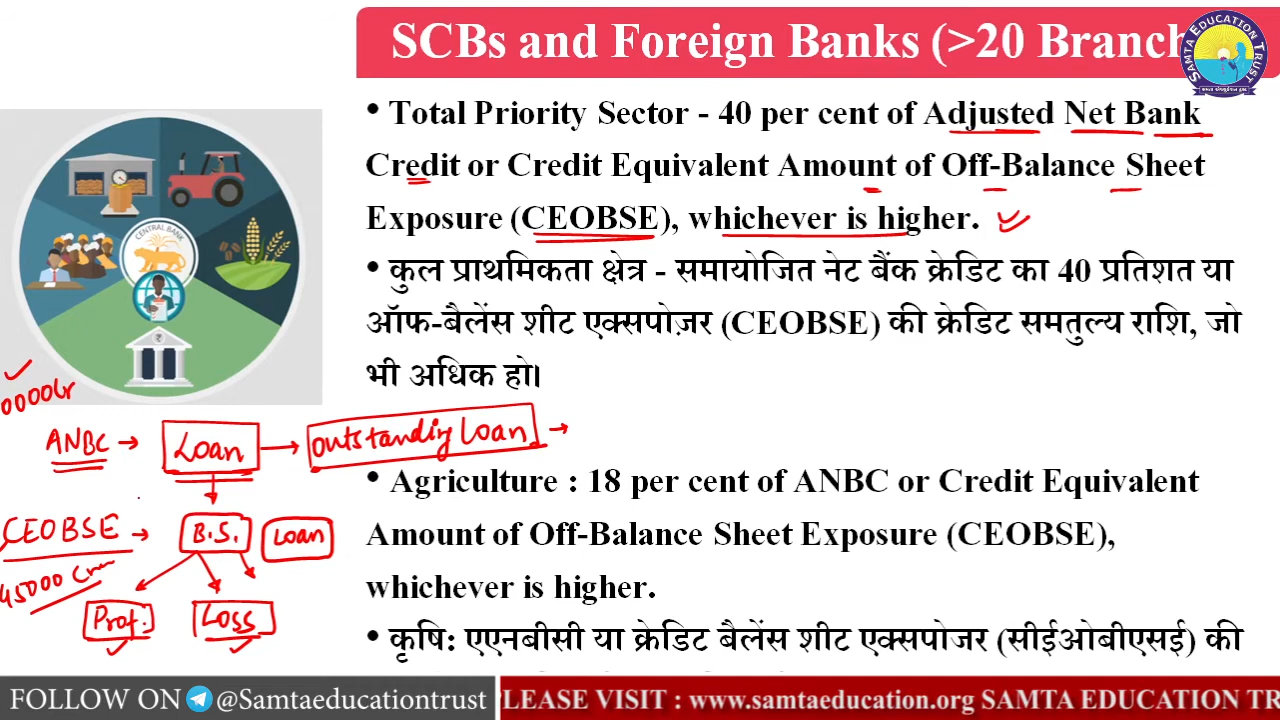 SCBs and Foreign Banks (>20 Branch
SAMTA EDUCATION TRUST
• Total Priority Sector - 40 per cent of Adjusted Net Bank
Credit or Credit Equivalent Amount of Off-Balance Sheet
Exposure (CEOBSE), whichever is higher.
• कुल प्राथमिकता क्षेत्र - समायोजित नेट बैंक क्रेडिट का 40 प्रतिशत या
ऑफ-बैलेंस शीट एक्सपोज़र (CEOBSE) की क्रेडिट समतुल्य राशि, जो
भी अधिक हो।
• Agriculture : 18 per cent of ANBC or Credit Equivalent
Amount of Off-Balance Sheet Exposure (CEOBSE),
whichever is higher.
• कृषि: एएनबीसी या क्रेडिट बैलेंस शीट एक्सपोजर (सीईओबीएसई) की
CENTRAL BANK
0000Cr
ANBC → Loan → Outstanding Loan →
CEOBSE → B.S. Loan
45000 Cr
Prof. Loss
FOLLOW ON @Samtaeducationtrust
PLEASE VISIT : www.samtaeducation.org SAMTA EDUCATION TR